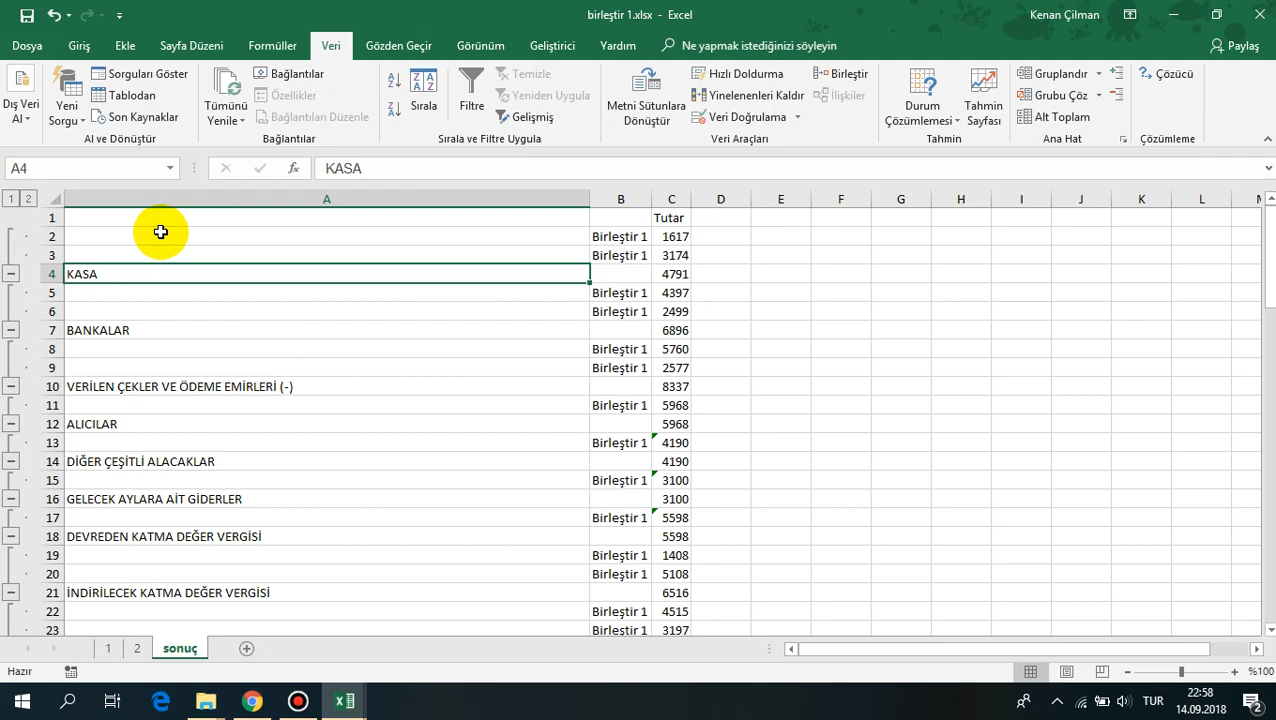 birleştir 1.xlsx - Excel
Kenan Çilman
Dosya Giriş Ekle Sayfa Düzeni Formüller Veri Gözden Geçir Görünüm Geliştirici Yardım Ne yapmak istediğinizi söyleyin Paylaş
Dış Veri Al
Yeni Sorgu
Sorguları Göster
Tablodan
Son Kaynaklar
Al ve Dönüştür
Tümünü Yenile
Bağlantılar
Özellikler
Bağlantıları Düzenle
Bağlantılar
Sırala
Filtre
Temizle
Yeniden Uygula
Gelişmiş
Sırala ve Filtre Uygula
Metni Sütunlara Dönüştür
Hızlı Doldurma
Yinelenenleri Kaldır
Veri Doğrulama
Birleştir
İlişkiler
Veri Araçları
Durum Çözümlemesi
Tahmin Sayfası
Tahmin
Gruplandır
Grubu Çöz
Alt Toplam
Ana Hat
Çözücü
Çözümleme
A4 fx KASA
1 2 A B C D E F G H I J K L M
1 Tutar
2 Birleştir 1 1617
3 Birleştir 1 3174
4 KASA 4791
5 Birleştir 1 4397
6 Birleştir 1 2499
7 BANKALAR 6896
8 Birleştir 1 5760
9 Birleştir 1 2577
10 VERİLEN ÇEKLER VE ÖDEME EMİRLERİ (-) 8337
11 Birleştir 1 5968
12 ALICILAR 5968
13 Birleştir 1 4190
14 DİĞER ÇEŞİTLİ ALACAKLAR 4190
15 Birleştir 1 3100
16 GELECEK AYLARA AİT GİDERLER 3100
17 Birleştir 1 5598
18 DEVREDEN KATMA DEĞER VERGİSİ 5598
19 Birleştir 1 1408
20 Birleştir 1 5108
21 İNDİRİLECEK KATMA DEĞER VERGİSİ 6516
22 Birleştir 1 4515
23 Birleştir 1 3197
1 2 sonuç
Hazır
%100
TUR
22:58
14.09.2018
2